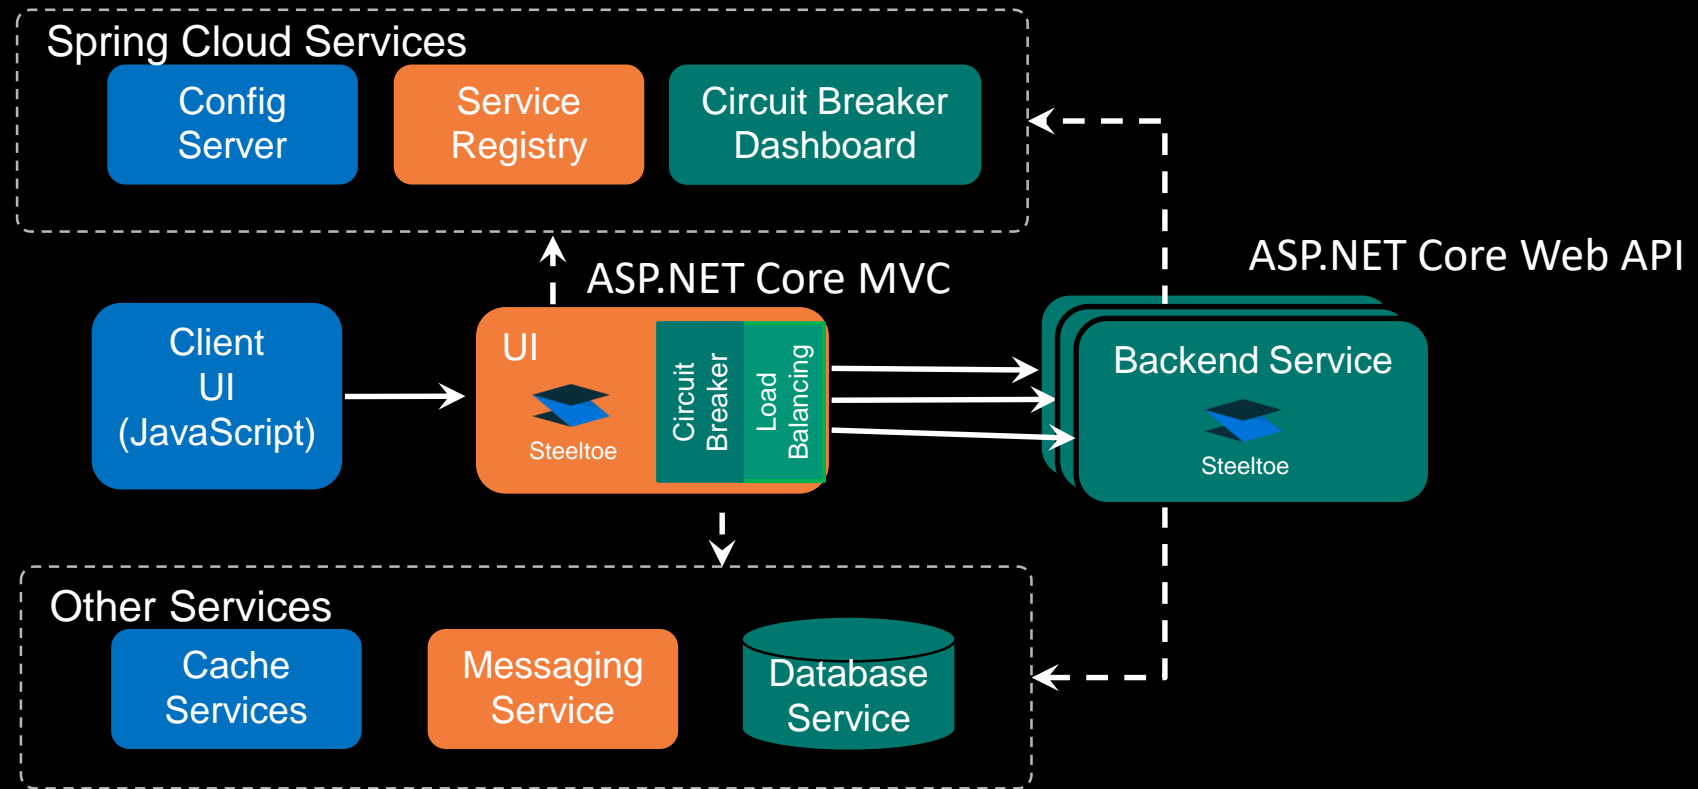 Spring Cloud Services
Config
Server
Service
Registry
Circuit Breaker
Dashboard
ASP.NET Core MVC
ASP.NET Core Web API
Client
UI
(JavaScript)
UI
Steeltoe
Circuit
Breaker
Load
Balancing
Backend Service
Steeltoe
Other Services
Cache
Services
Messaging
Service
Database
Service